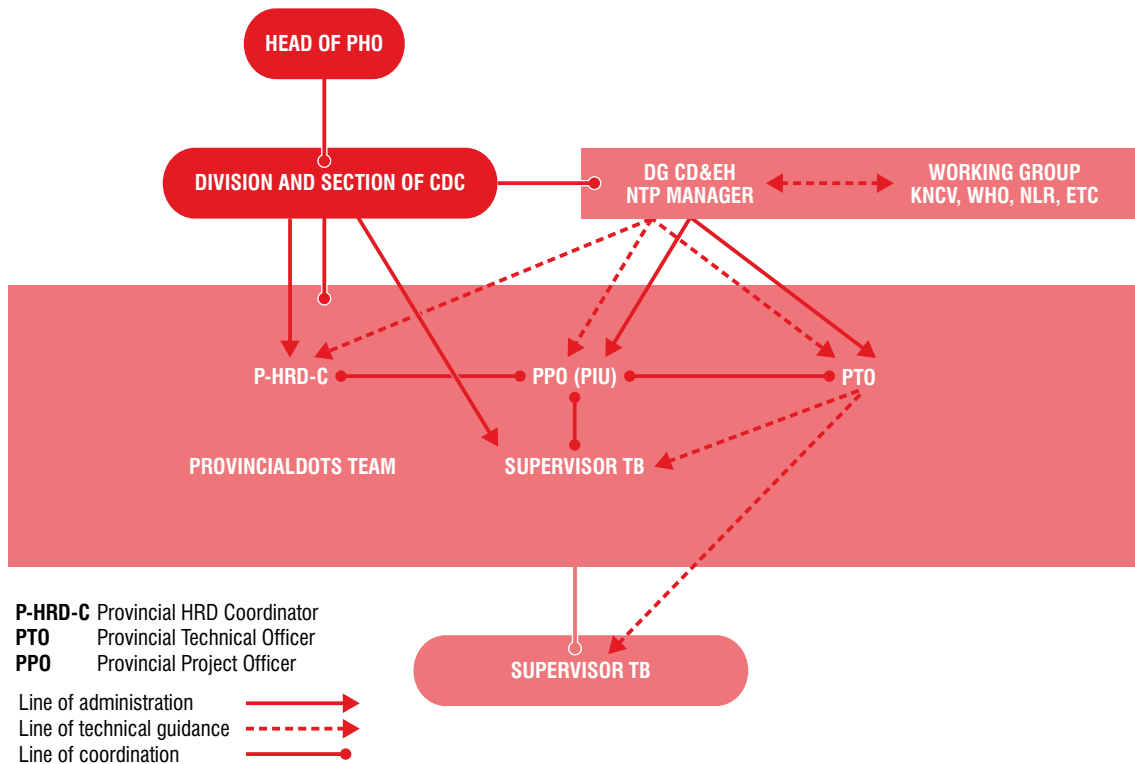 HEAD OF PHO
DIVISION AND SECTION OF CDC
DG CD&EH
NTP MANAGER
WORKING GROUP
KNCV, WHO, NLR, ETC
P-HRD-C
PPO (PIU)
PTO
PROVINCIALDOTS TEAM
SUPERVISOR TB
P-HRD-C Provincial HRD Coordinator
PTO Provincial Technical Officer
PPO Provincial Project Officer
SUPERVISOR TB
Line of administration
Line of technical guidance
Line of coordination